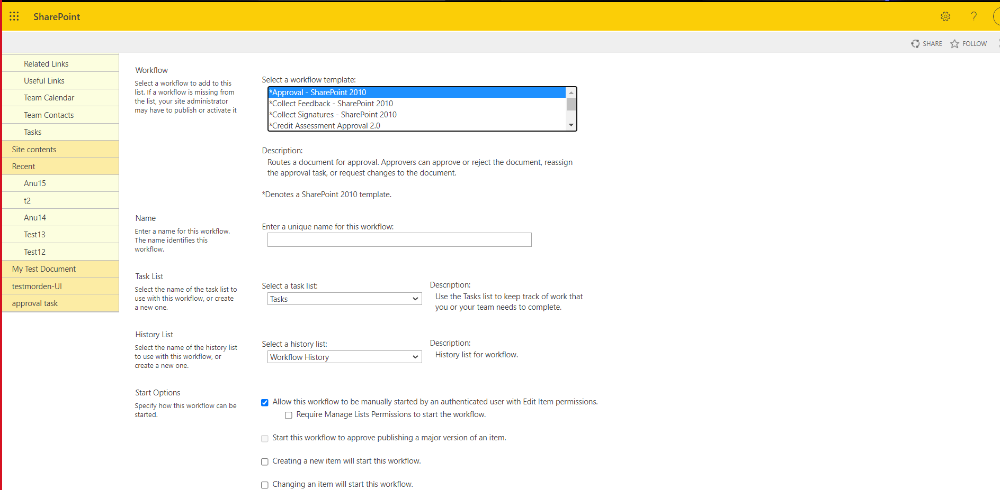 SharePoint
?
SHARE
FOLLOW
Related Links
Useful Links
Team Calendar
Team Contacts
Tasks
Site contents
Recent
Anu15
t2
Anu14
Test13
Test12
My Test Document
testmorden-UI
approval task
Workflow
Select a workflow to add to this
list. If a workflow is missing from
the list, your site administrator
may have to publish or activate it
Select a workflow template:
*Approval - SharePoint 2010
*Collect Feedback - SharePoint 2010
*Collect Signatures - SharePoint 2010
*Credit Assessment Approval 2.0
Description:
Routes a document for approval. Approvers can approve or reject the document, reassign
the approval task, or request changes to the document.
*Denotes a SharePoint 2010 template.
Name
Enter a name for this workflow.
The name identifies this
workflow.
Enter a unique name for this workflow:
Task List
Select the name of the task list to
use with this workflow, or create
a new one.
Select a task list:
Tasks
Description:
Use the Tasks list to keep track of work that
you or your team needs to complete.
History List
Select the name of the history list
to use with this workflow, or
create a new one.
Select a history list:
Workflow History
Description:
History list for workflow.
Start Options
Specify how this workflow can be
started.
Allow this workflow to be manually started by an authenticated user with Edit Item permissions.
Require Manage Lists Permissions to start the workflow.
Start this workflow to approve publishing a major version of an item.
Creating a new item will start this workflow.
Changing an item will start this workflow.